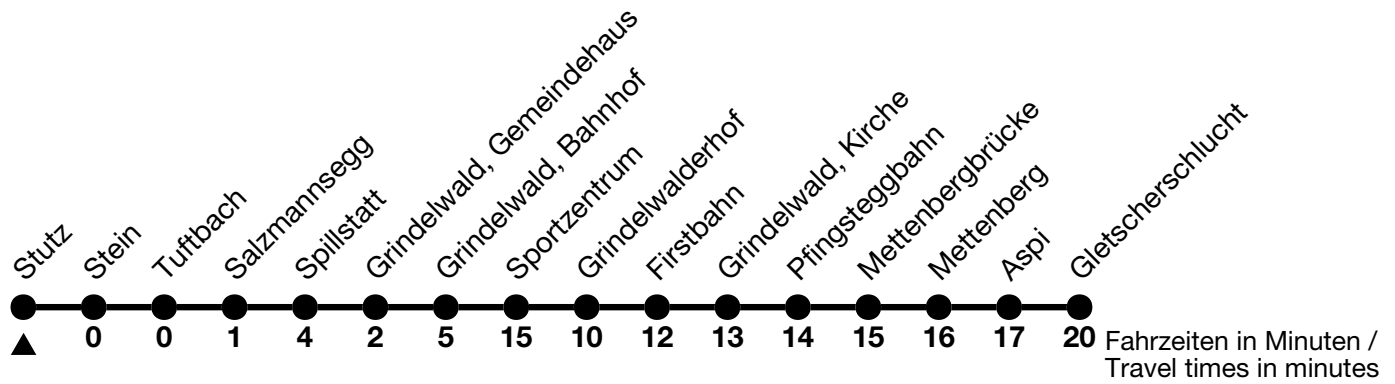 Stutz
Stein
Tuftbach
Salzmannsegg
Spillstatt
Grindelwald, Gemeindehaus
Grindelwald, Bahnhof
Sportzentrum
Grindelwalderhof
Firstbahn
Grindelwald, Kirche
Pfingsteggbahn
Mettenbergbrücke
Mettenberg
Aspi
Gletscherschlucht
0 0 1 4 2 5 15 10 12 13 14 15 16 17 20
Fahrzeiten in Minuten /
Travel times in minutes